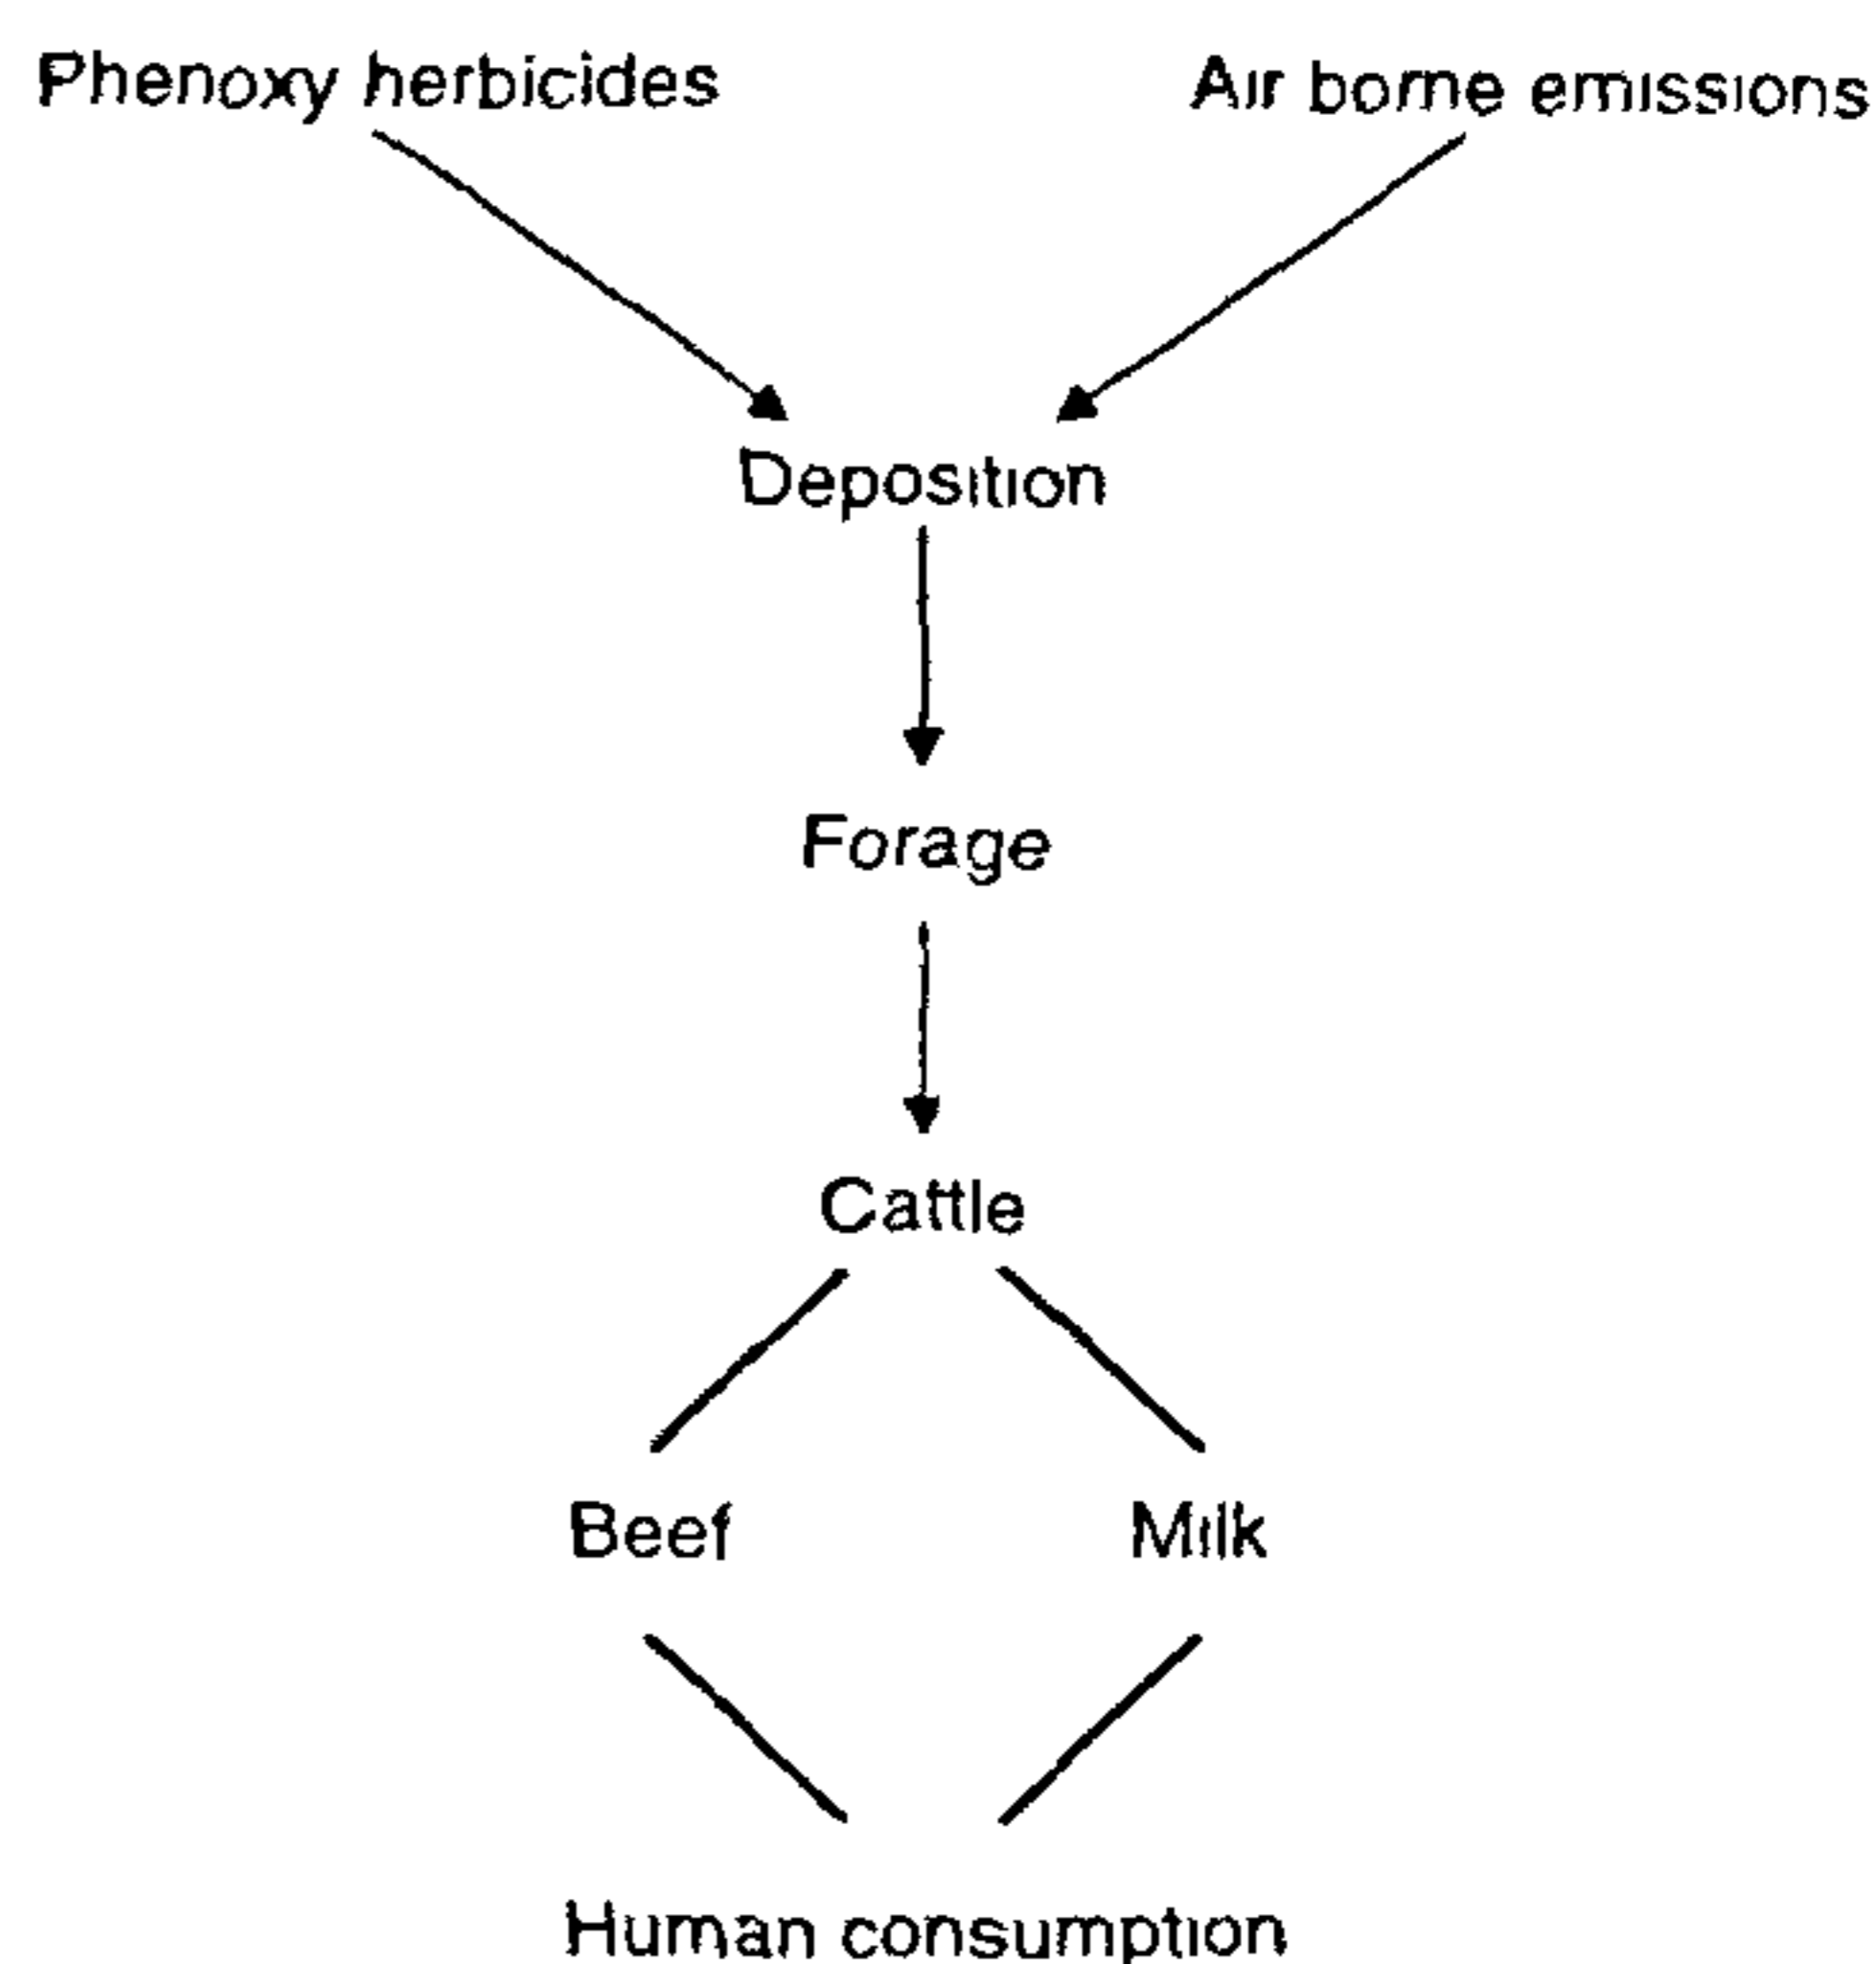 Phenoxy herbicides
Air borne emissions
Deposition
Forage
Cattle
Beef
Milk
Human consumption